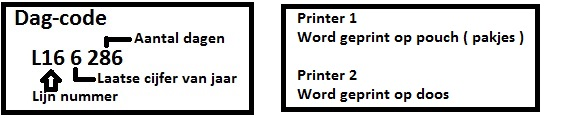 Dag-code
Aantal dagen
L16 6 286
Laatse cijfer van jaar
Lijn nummer
Printer 1
Word geprint op pouch ( pakjes )
Printer 2
Word geprint op doos